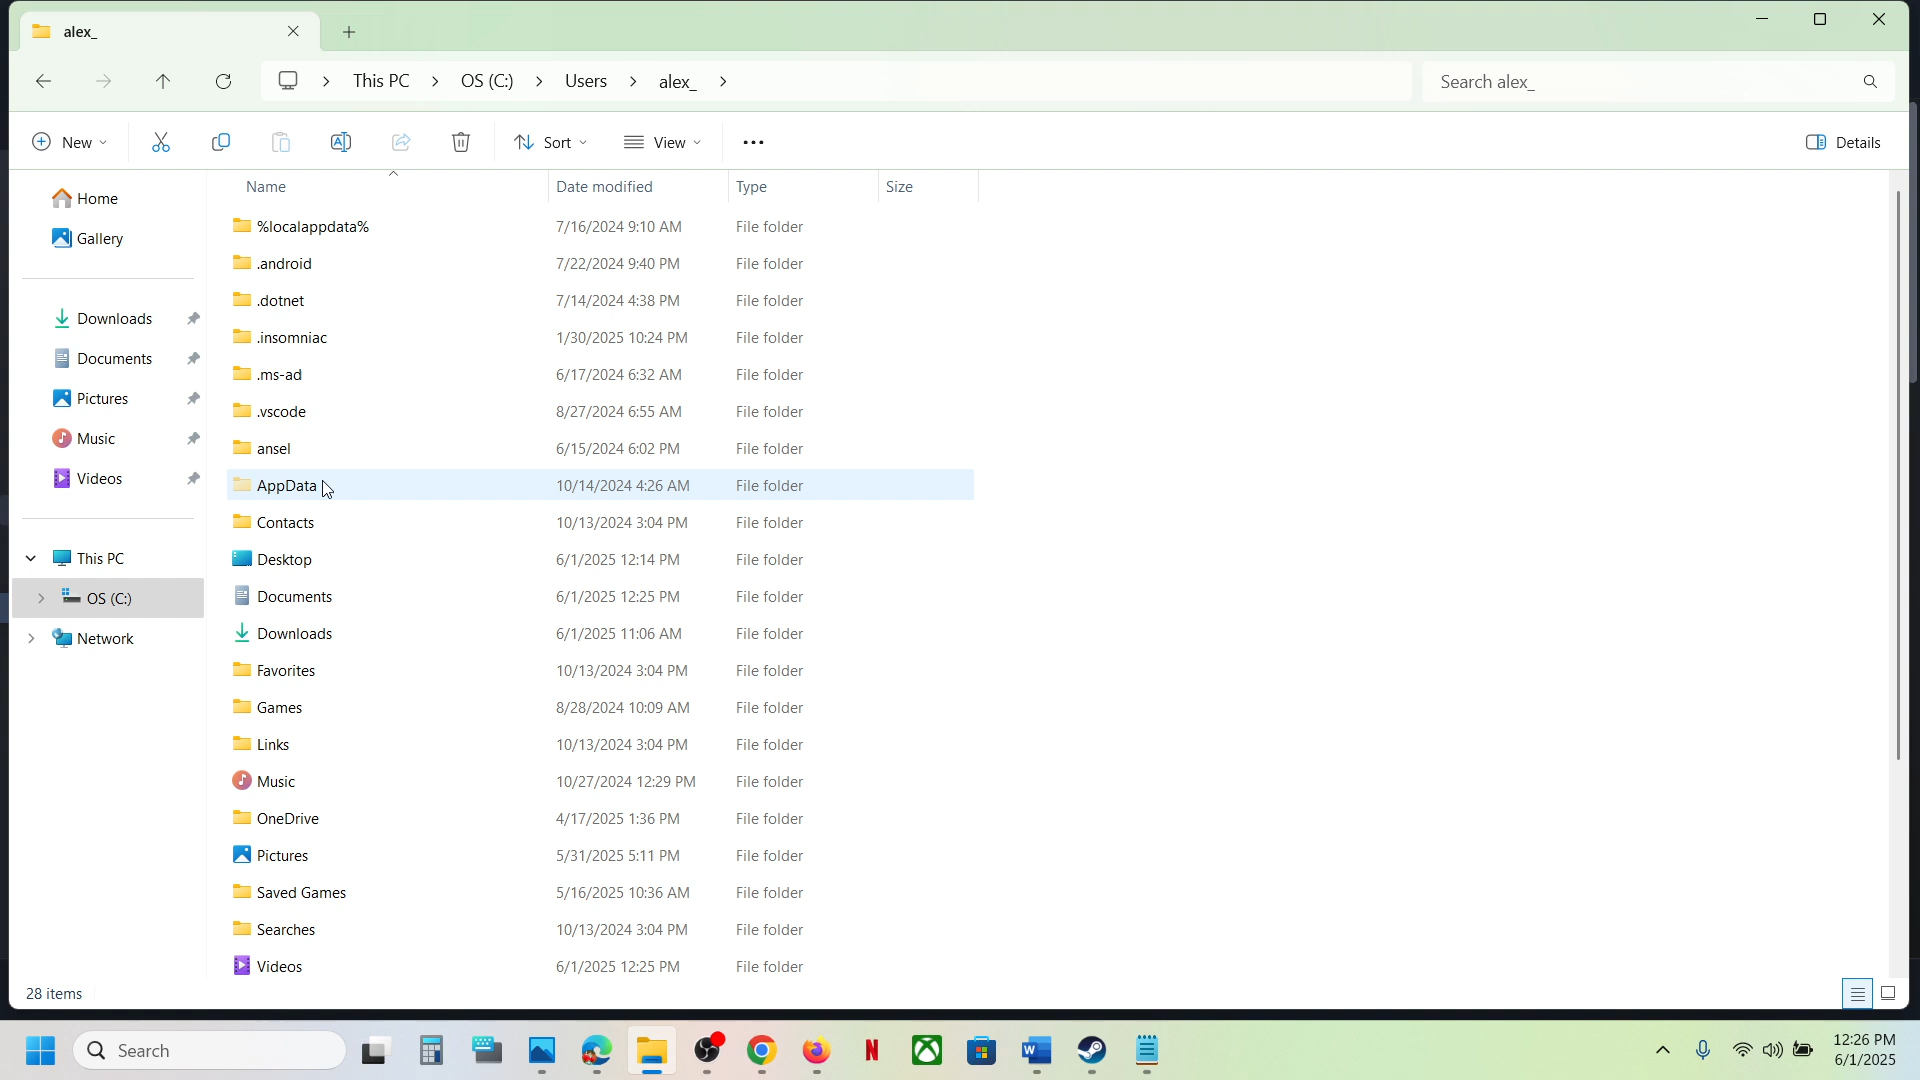 alex_
This PC > OS (C:) > Users > alex_ >
Search alex_
New
Sort
View
Details
Name Date modified Type Size
Home
Gallery
Downloads
Documents
Pictures
Music
Videos
This PC
OS (C:)
Network
%localappdata% 7/16/2024 9:10 AM File folder
.android 7/22/2024 9:40 PM File folder
.dotnet 7/14/2024 4:38 PM File folder
.insomniac 1/30/2025 10:24 PM File folder
.ms-ad 6/17/2024 6:32 AM File folder
.vscode 8/27/2024 6:55 AM File folder
ansel 6/15/2024 6:02 PM File folder
AppData 10/14/2024 4:26 AM File folder
Contacts 10/13/2024 3:04 PM File folder
Desktop 6/1/2025 12:14 PM File folder
Documents 6/1/2025 12:25 PM File folder
Downloads 6/1/2025 11:06 AM File folder
Favorites 10/13/2024 3:04 PM File folder
Games 8/28/2024 10:09 AM File folder
Links 10/13/2024 3:04 PM File folder
Music 10/27/2024 12:29 PM File folder
OneDrive 4/17/2025 1:36 PM File folder
Pictures 5/31/2025 5:11 PM File folder
Saved Games 5/16/2025 10:36 AM File folder
Searches 10/13/2024 3:04 PM File folder
Videos 6/1/2025 12:25 PM File folder
28 items
Search
12:26 PM
6/1/2025